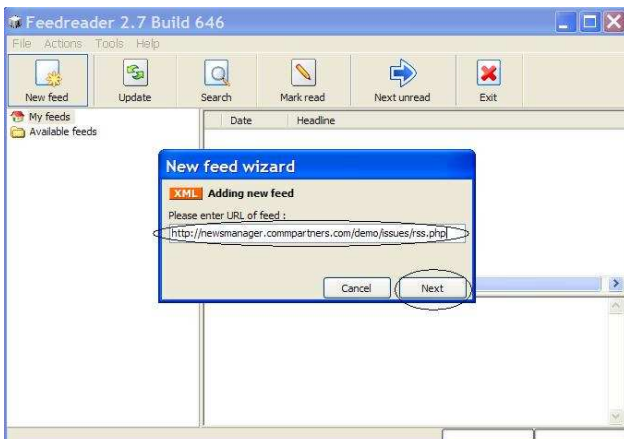 Feedreader 2.7 Build 646
File Actions Tools Help
New feed Update Search Mark read Next unread Exit
My feeds
Available feeds
Date Headline
New feed wizard
XML Adding new feed
Please enter URL of feed :
http://newsmanager.commpartners.com/demo/issues/rss.php
Cancel Next